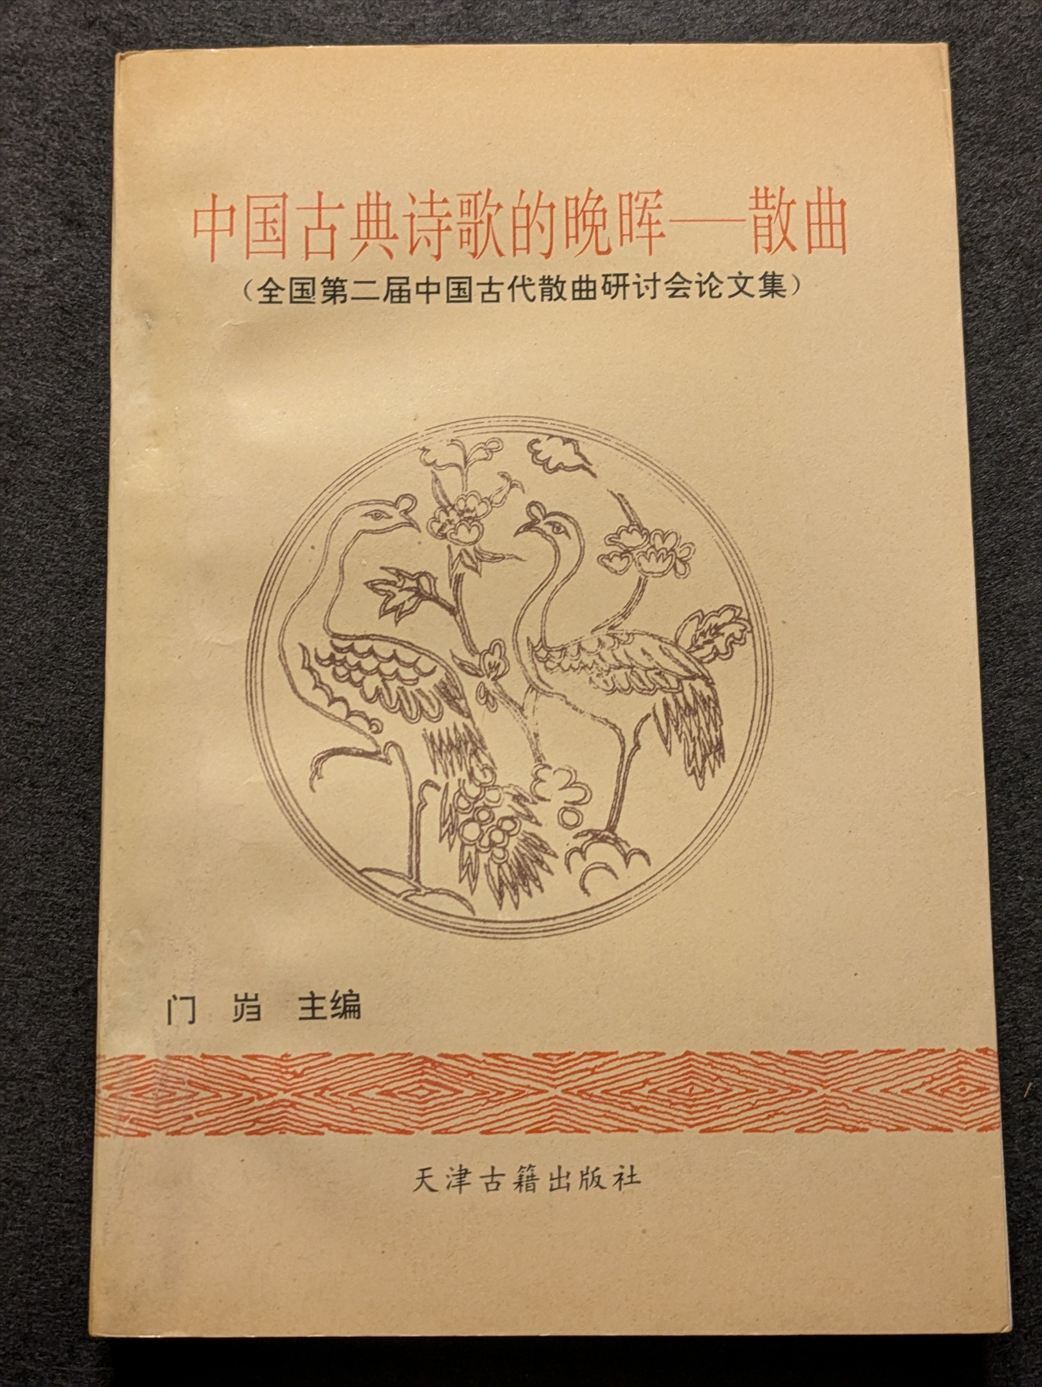 中国古典诗歌的晚晖——散曲
（全国第二届中国古代散曲研讨会论文集）
门 岿 主编
天津古籍出版社